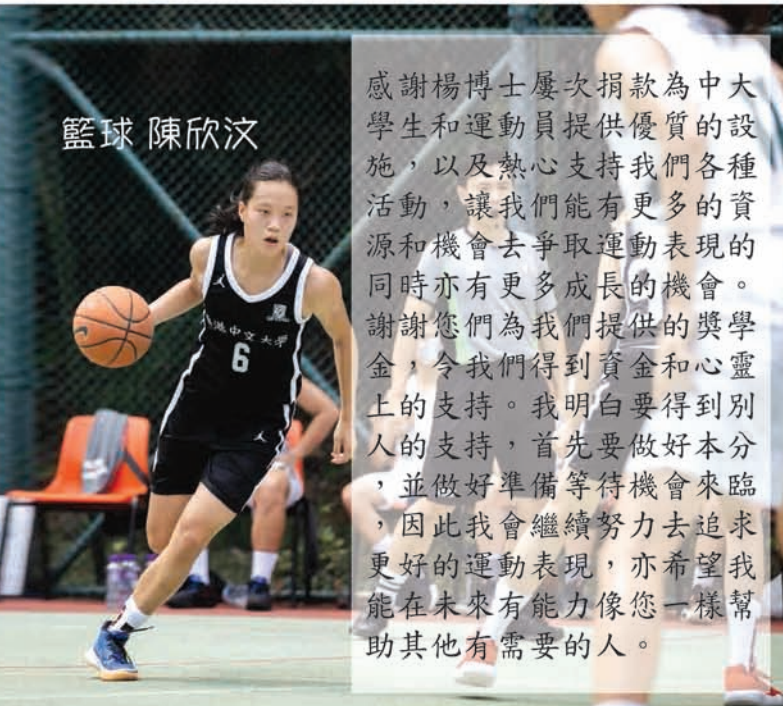 籃球 陳欣汶
感謝楊博士屢次捐款為中大
學生和運動員提供優質的設
施，以及熱心支持我們各種
活動，讓我們能有更多的資
源和機會去爭取運動表現的
同時亦有更多成長的機會。
謝謝您們為我們提供的獎學
金，令我們得到資金和心靈
上的支持。我明白要得到別
人的支持，首先要做好本分
，並做好準備等待機會來臨
，因此我會繼續努力去追求
更好的運動表現，亦希望我
能在未來有能力像您一樣幫
助其他有需要的人。
港中文大學
6